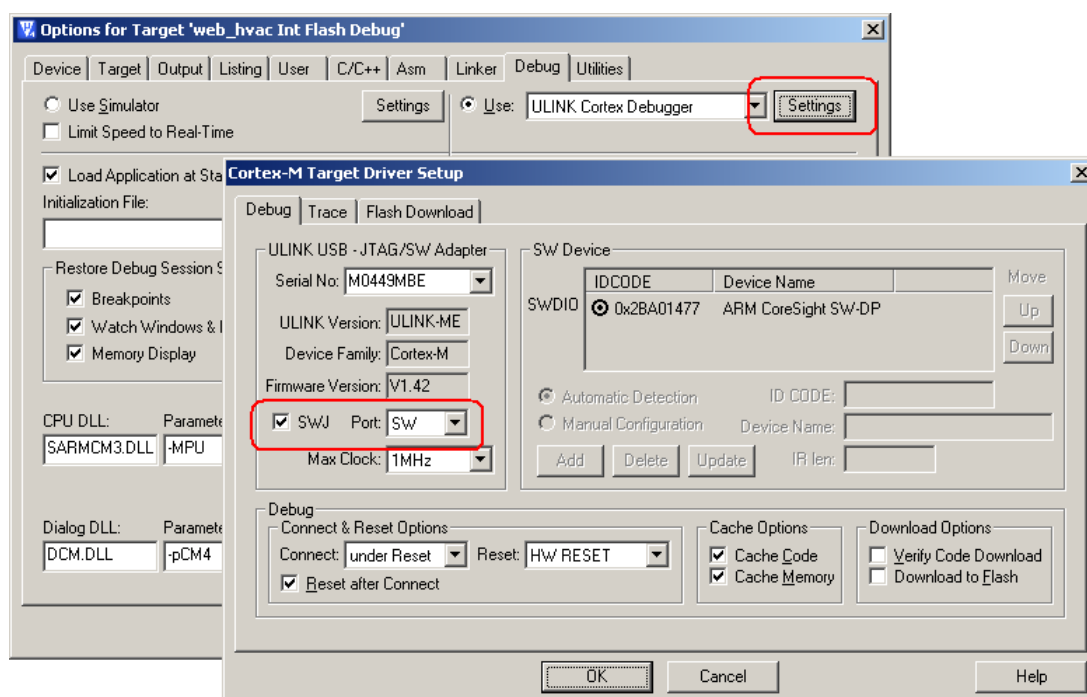 Options for Target 'web_hvac Int Flash Debug'
Device Target Output Listing User C/C++ Asm Linker Debug Utilities
Use Simulator Settings Use: ULINK Cortex Debugger Settings
Limit Speed to Real-Time
Load Application at Sta
Initialization File:
Restore Debug Session S
Breakpoints
Watch Windows &
Memory Display
CPU DLL: Paramete
SARMCM3.DLL -MPU
Dialog DLL: Paramete
DCM.DLL -pCM4
Cortex-M Target Driver Setup
Debug Trace Flash Download
ULINK USB - JTAG/SW Adapter
Serial No: M0449MBE
ULINK Version: ULINK-ME
Device Family: Cortex-M
Firmware Version: V1.42
SWJ Port: SW
Max Clock: 1MHz
SW Device
IDCODE Device Name Move
SWDIO 0x2BA01477 ARM CoreSight SW-DP Up
Down
Automatic Detection ID CODE:
Manual Configuration Device Name:
Add Delete Update IR len:
Debug
Connect & Reset Options
Connect: under Reset Reset: HW RESET
Reset after Connect
Cache Options
Cache Code
Cache Memory
Download Options
Verify Code Download
Download to Flash
OK Cancel Help